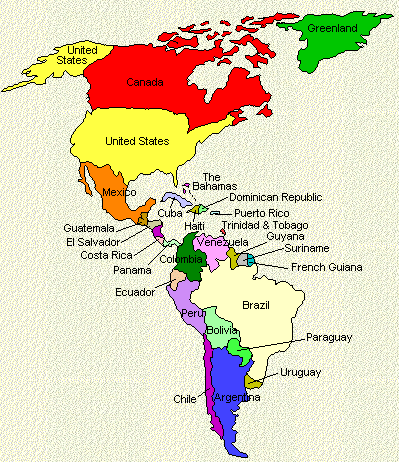 Greenland
United
States
Canada
United States
Mexico
The
Bahamas
Dominican Republic
Cuba
Puerto Rico
Haiti
Trinidad & Tobago
Guatemala
Guyana
El Salvador
Venezuela
Suriname
Costa Rica
Colombia
French Guiana
Panama
Ecuador
Brazil
Peru
Bolivia
Paraguay
Uruguay
Chile
Argentina